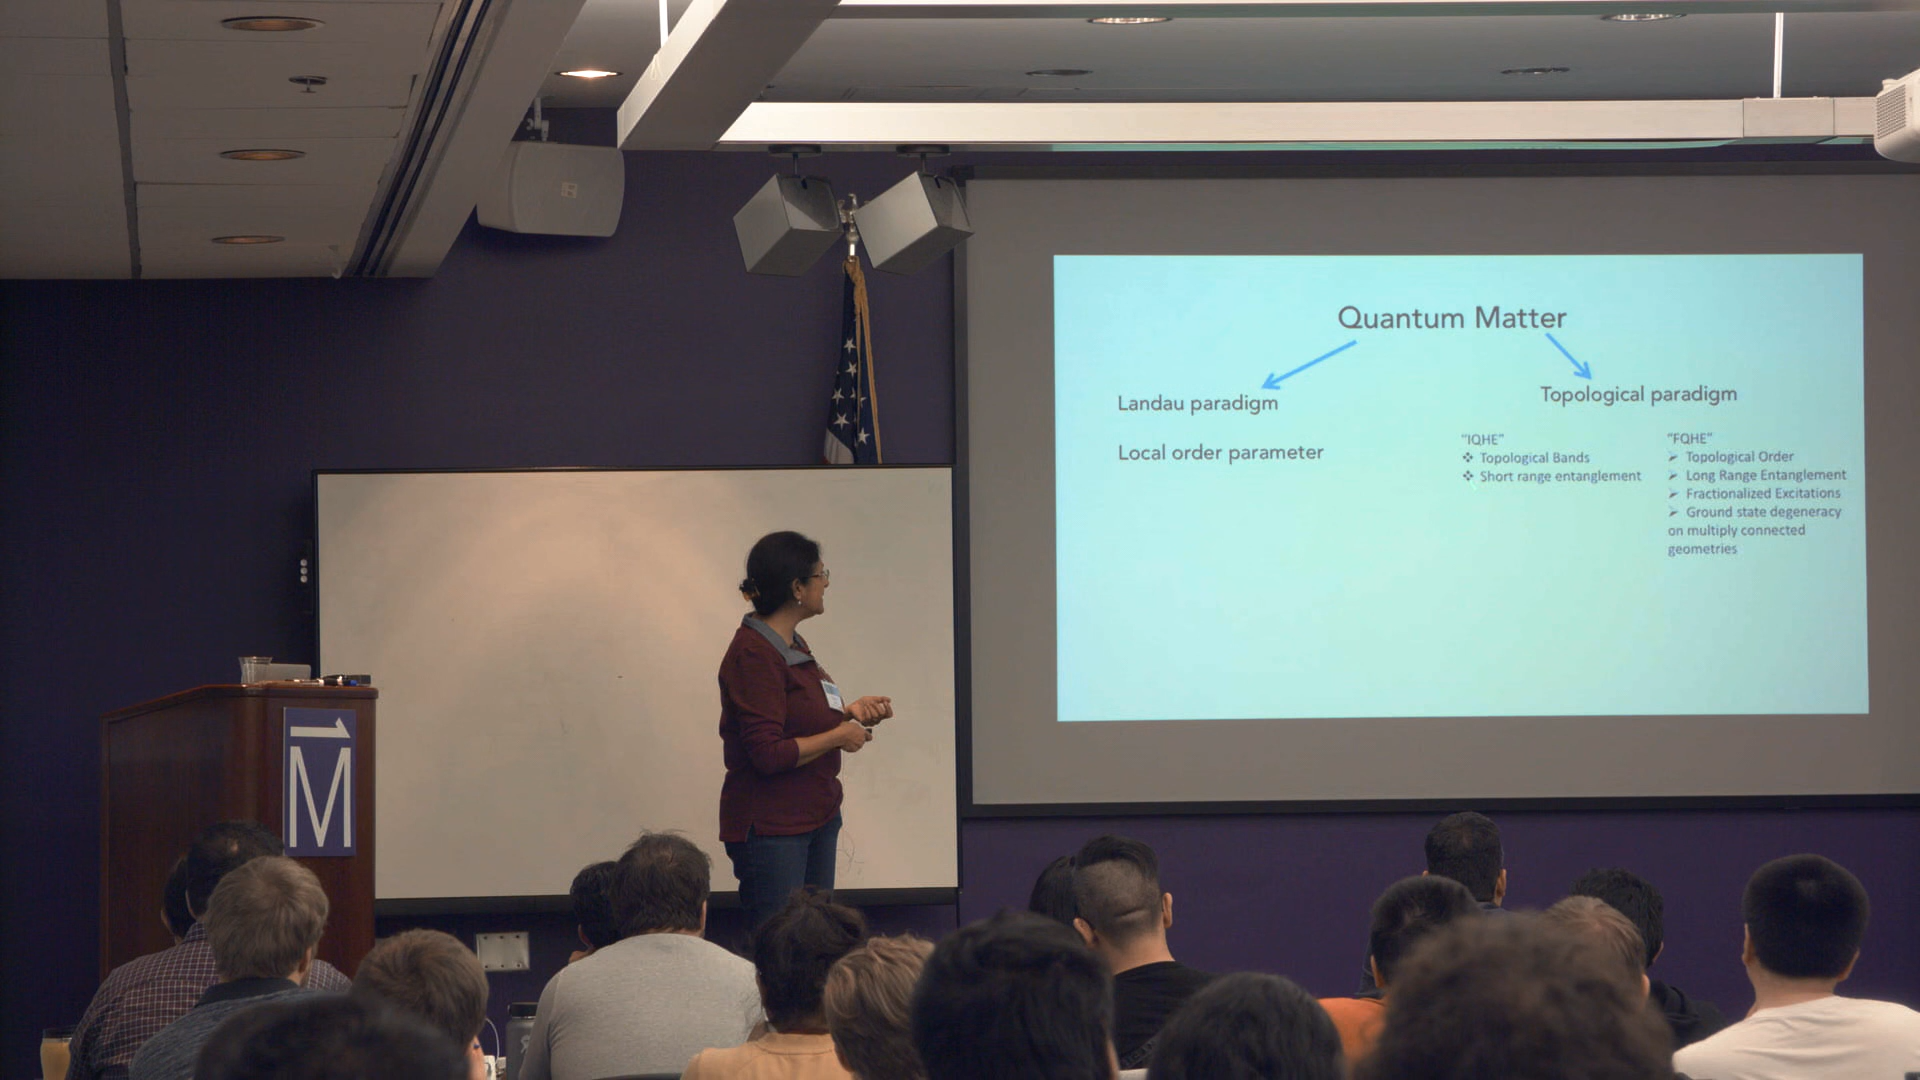 Quantum Matter
Landau paradigm
Local order parameter
Topological paradigm
"IQHE"
❖ Topological Bands
❖ Short range entanglement
"FQHE"
➢ Topological Order
➢ Long Range Entanglement
➢ Fractionalized Excitations
➢ Ground state degeneracy
on multiply connected
geometries
M